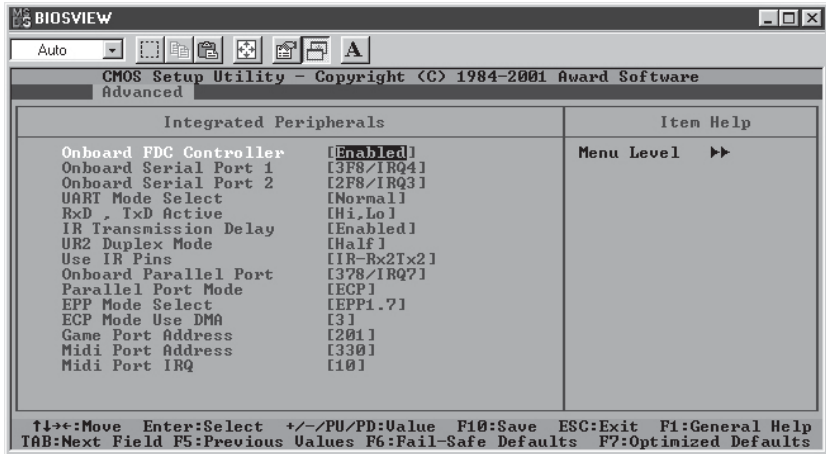 BIOSVIEW
Auto
A
CMOS Setup Utility - Copyright (C) 1984-2001 Award Software
Advanced
Integrated Peripherals
Item Help
Onboard FDC Controller [Enabled]
Menu Level ▸▸
Onboard Serial Port 1 [3F8/IRQ4]
Onboard Serial Port 2 [2F8/IRQ3]
UART Mode Select [Normal]
RxD , TxD Active [Hi,Lo]
IR Transmission Delay [Enabled]
UR2 Duplex Mode [Half]
Use IR Pins [IR-Rx2Tx2]
Onboard Parallel Port [378/IRQ7]
Parallel Port Mode [ECP]
EPP Mode Select [EPP1.7]
ECP Mode Use DMA [3]
Game Port Address [201]
Midi Port Address [330]
Midi Port IRQ [10]
↑↓→←:Move Enter:Select +/-/PU/PD:Value F10:Save ESC:Exit F1:General Help
TAB:Next Field F5:Previous Values F6:Fail-Safe Defaults F7:Optimized Defaults